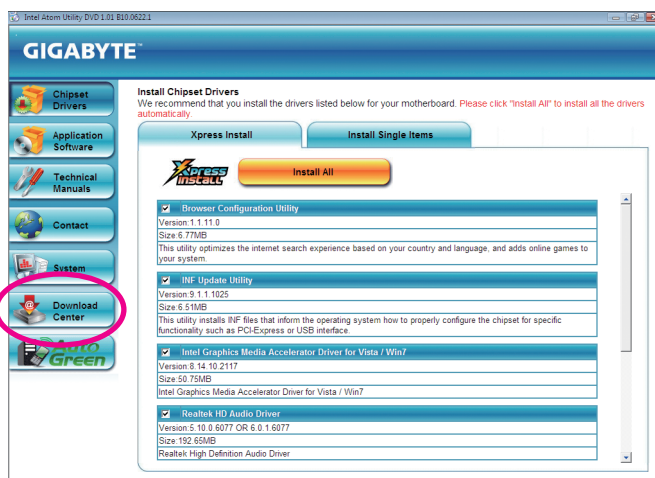 Intel Atom Utility DVD 1.01 B10.0622.1
GIGABYTE™
Chipset
Drivers
Application
Software
Technical
Manuals
Contact
System
Download
Center
Auto
Green
Install Chipset Drivers
We recommend that you install the drivers listed below for your motherboard. Please click "Install All" to install all the drivers
automatically.
Xpress Install
Install Single Items
Xpress
Install
Install All
Browser Configuration Utility
Version:1.1.11.0
Size:6.77MB
This utility optimizes the internet search experience based on your country and language, and adds online games to
your system.
INF Update Utility
Version:9.1.1.1025
Size:6.51MB
This utility installs INF files that inform the operating system how to properly configure the chipset for specific
functionality such as PCI-Express or USB interface.
Intel Graphics Media Accelerator Driver for Vista / Win7
Version:8.14.10.2117
Size:50.75MB
Intel Graphics Media Accelerator Driver for Vista / Win7
Realtek HD Audio Driver
Version:5.10.0.6077 OR 6.0.1.6077
Size:192.65MB
Realtek High Definition Audio Driver